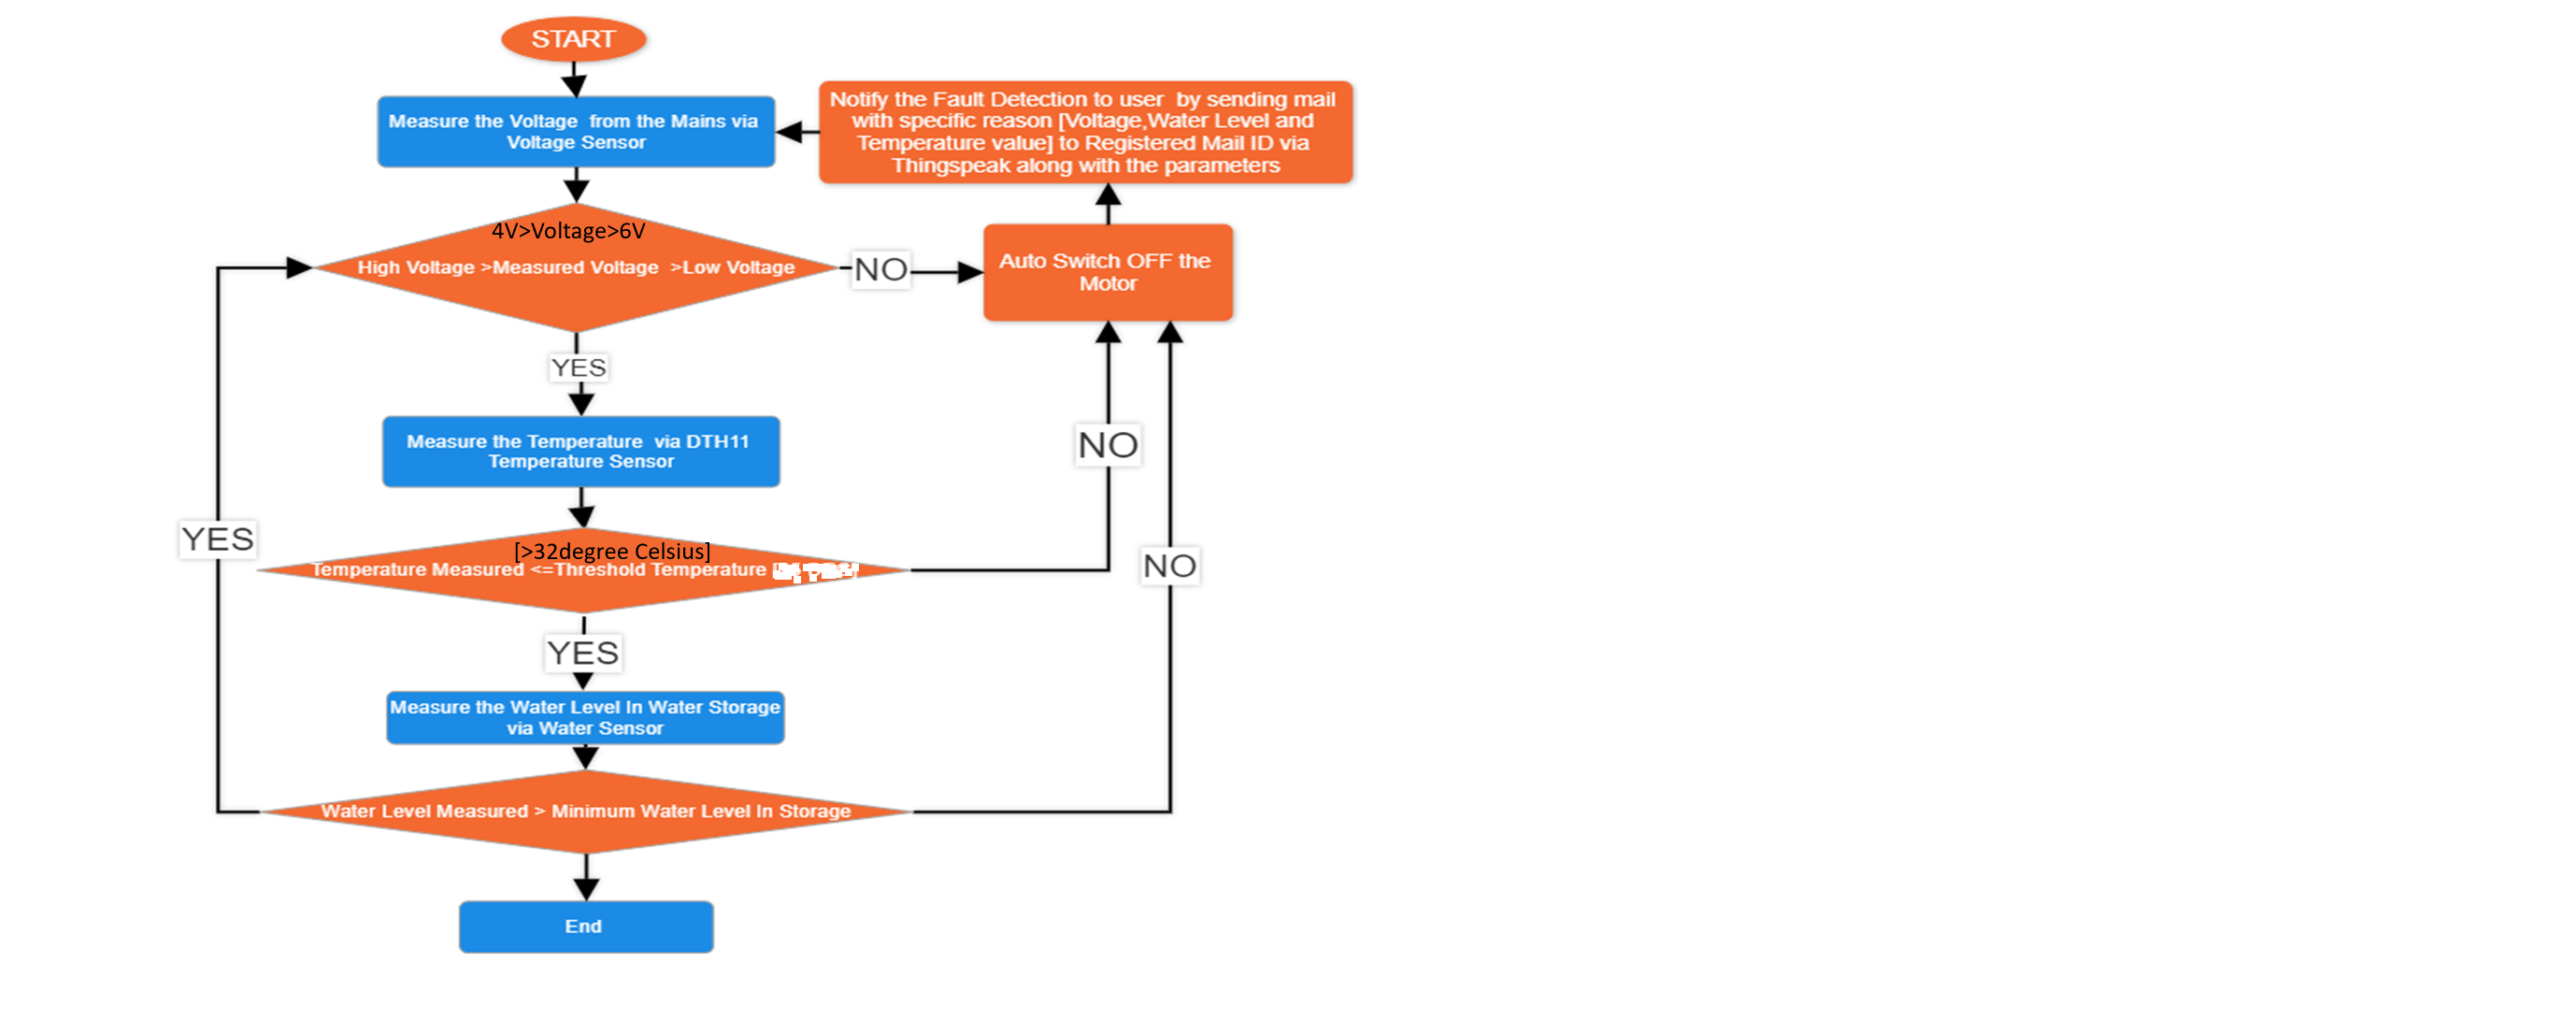 START
Measure the Voltage from the Mains via
Voltage Sensor
Notify the Fault Detection to user by sending mail
with specific reason [Voltage,Water Level and
Temperature value] to Registered Mail ID via
Thingspeak along with the parameters
4V>Voltage>6V
High Voltage >Measured Voltage >Low Voltage
NO
Auto Switch OFF the
Motor
YES
Measure the Temperature via DTH11
Temperature Sensor
NO
YES
[>32degree Celsius]
Temperature Measured <=Threshold Temperature
NO
YES
Measure the Water Level In Water Storage
via Water Sensor
Water Level Measured > Minimum Water Level In Storage
End